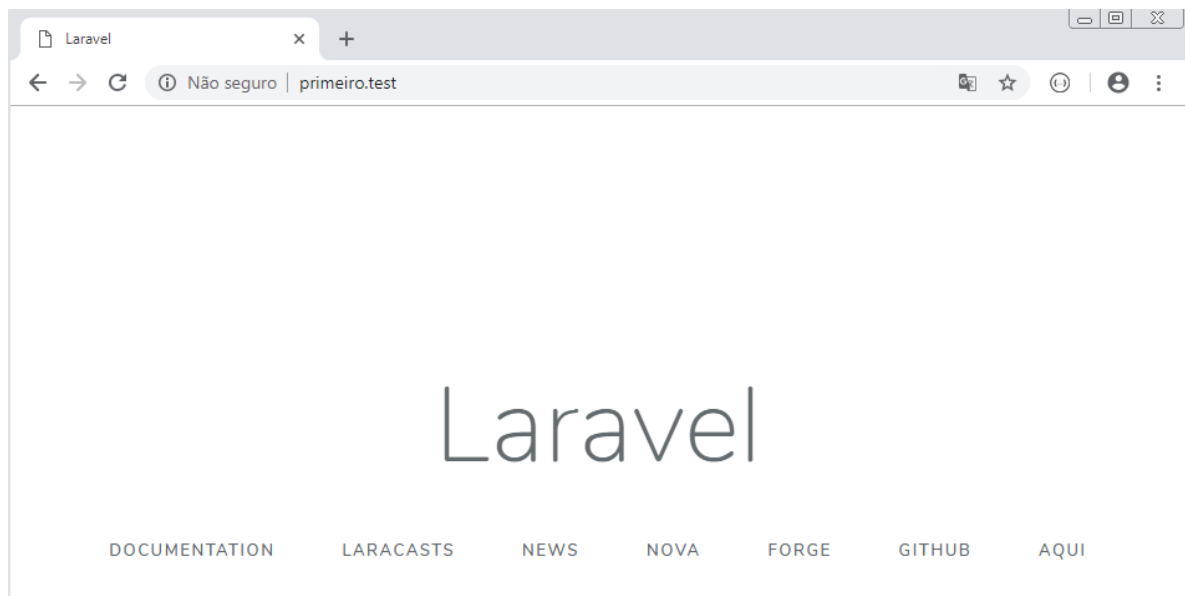 Laravel
Não seguro | primeiro.test
Laravel
DOCUMENTATION LARACASTS NEWS NOVA FORGE GITHUB AQUI